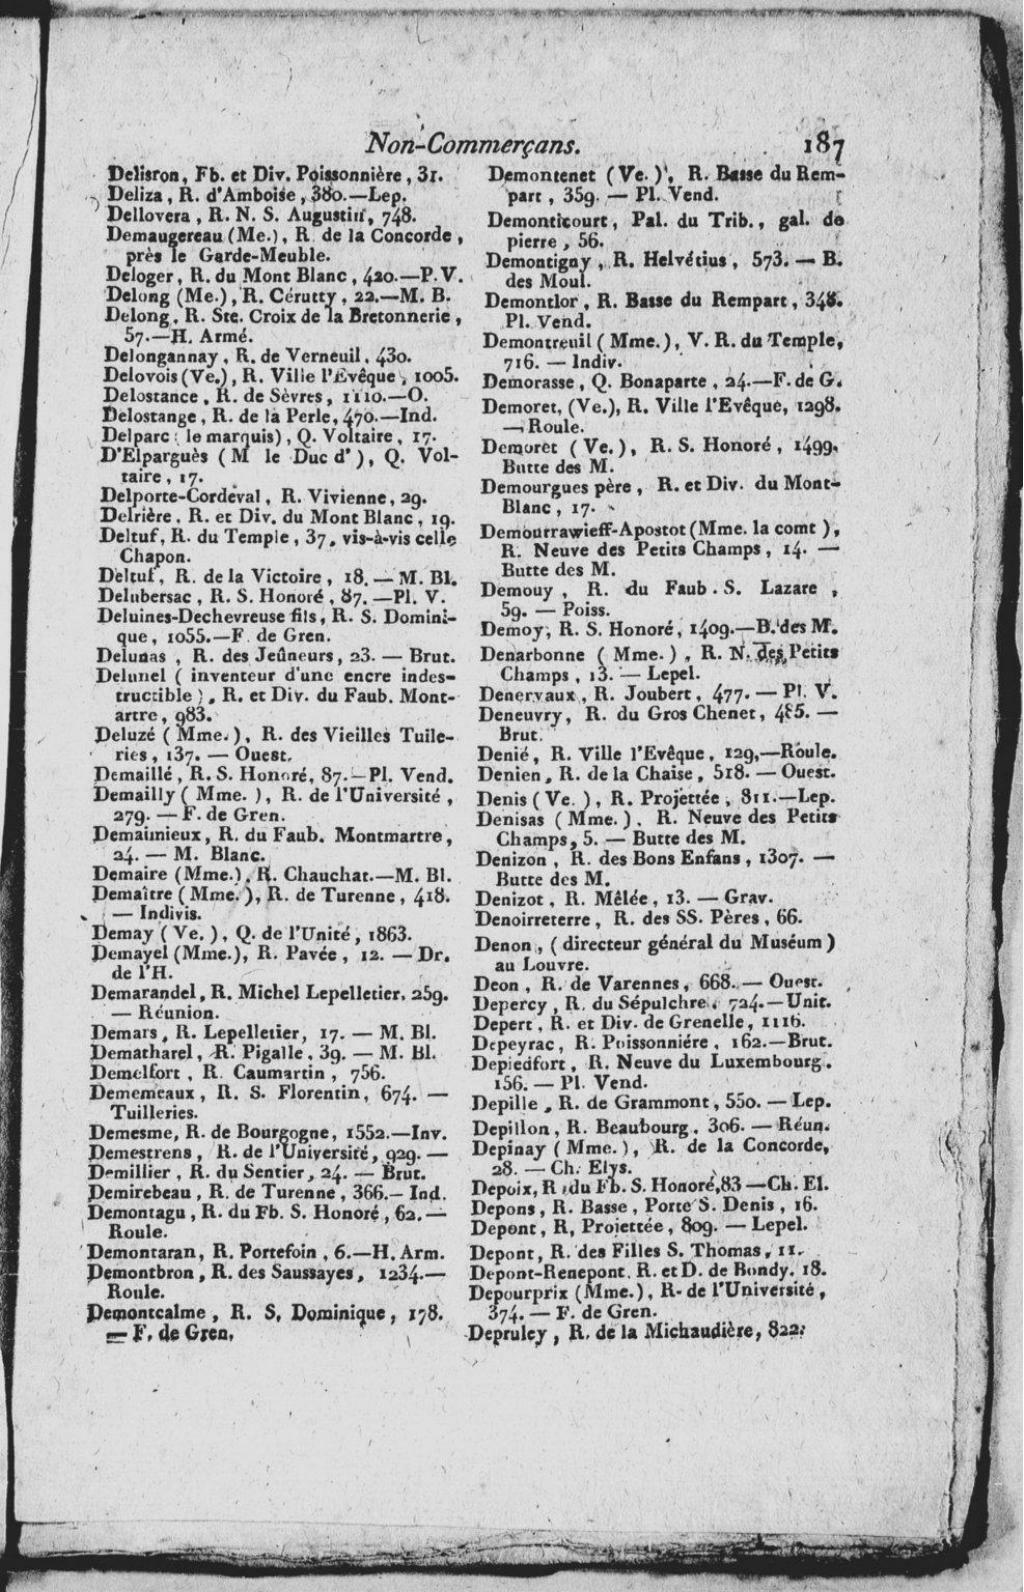 Non-Commerçans. 187
Delisron, Fb. et Div. Poissonnière, 31.
Deliza, R. d'Amboise, 380.—Lep.
Dellovera, R. N. S. Augustin, 748.
Demaugereau (Me.), R. de la Concorde,
près le Garde-Meuble.
Deloger, R. du Mont Blanc, 420.—P. V.
Delong (Me.), R. Cérutty, 22.—M. B.
Delong, R. Ste. Croix de la Bretonnerie,
57.—H. Armé.
Delongannay, R. de Verneuil, 430.
Delovois (Ve.), R. Ville l'Evêque, 1005.
Delostance, R. de Sèvres, 1110.—O.
Delostange, R. de la Perle, 470.—Ind.
Delparc (le marquis), Q. Voltaire, 17.
D'Elparguès (M le Duc d'), Q. Vol-
taire, 17.
Delporte-Cordeval, R. Vivienne, 29.
Delrière, R. et Div. du Mont Blanc, 19.
Deltuf, R. du Temple, 37, vis-à-vis celle
Chapon.
Deltuf, R. de la Victoire, 18.—M. Bl.
Delubersac, R. S. Honoré, 87.—Pl. V.
Deluines-Dechevreuse fils, R. S. Domini-
que, 1055.—F. de Gren.
Delunas, R. des Jeûneurs, 23.—Brut.
Delunel (inventeur d'une encre indes-
tructible), R. et Div. du Faub. Mont-
artre, 983.
Deluzé (Mme.), R. des Vieilles Tuile-
ries, 137.—Ouest.
Demaillé, R. S. Honoré, 87.—Pl. Vend.
Demailly (Mme.), R. de l'Université,
279.—F. de Gren.
Demaimieux, R. du Faub. Montmartre,
24.—M. Blanc.
Demaire (Mme.), R. Chauchat.—M. Bl.
Demaître (Mme.), R. de Turenne, 418.
—Indivis.
Demay (Ve.), Q. de l'Unité, 1863.
Demayel (Mme.), R. Pavée, 12.—Dr.
de l'H.
Demarandel, R. Michel Lepelletier, 259.
—Réunion.
Demars, R. Lepelletier, 17.—M. Bl.
Dematharel, R. Pigalle, 39.—M. Bl.
Demelfort, R. Caumartin, 756.
Dememeaux, R. S. Florentin, 674.—
Tuilleries.
Demesme, R. de Bourgogne, 1552.—Inv.
Demestrens, R. de l'Université, 929.—
Demillier, R. du Sentier, 24.—Brut.
Demirebeau, R. de Turenne, 366.—Ind.
Demontagu, R. du Fb. S. Honoré, 62.—
Roule.
Demontaran, R. Portefoin, 6.—H. Arm.
Demontbron, R. des Saussayes, 1234.—
Roule.
Demontcalme, R. S. Dominique, 178.
—F. de Gren.
Demontenet (Ve.), R. Basse du Rem-
part, 359.—Pl. Vend.
Demonticourt, Pal. du Trib., gal. de
pierre, 56.
Demontigny, R. Helvétius, 573.—B.
des Moul.
Demontlor, R. Basse du Rempart, 348.
Pl. Vend.
Demontreuil (Mme.), V. R. du Temple,
716.—Indiv.
Demorasse, Q. Bonaparte, 24.—F. de G.
Demoret, (Ve.), R. Ville l'Evêque, 1298.
—Roule.
Demoret (Ve.), R. S. Honoré, 1499.
Butte des M.
Demourgues père, R. et Div. du Mont-
Blanc, 17.
Demourrawieff-Apostot (Mme. la comt),
R. Neuve des Petits Champs, 14.—
Butte des M.
Demouy, R. du Faub. S. Lazare,
59.—Poiss.
Demoy, R. S. Honoré, 1409.—B. des M.
Denarbonne (Mme.), R. N. des Petits
Champs, 13.—Lepel.
Denervaux, R. Joubert, 477.—Pl. V.
Deneuvry, R. du Gros Chenet, 485.—
Brut.
Denié, R. Ville l'Evêque, 129,—Roule.
Denien, R. de la Chaise, 518.—Ouest.
Denis (Ve.), R. Projettée, 811.—Lep.
Denisas (Mme.), R. Neuve des Petits
Champs, 5.—Butte des M.
Denizon, R. des Bons Enfans, 1307.—
Butte des M.
Denizot, R. Mêlée, 13.—Grav.
Denoirreterre, R. des SS. Pères, 66.
Denon, (directeur général du Muséum)
au Louvre.
Deon, R. de Varennes, 668.—Ouest.
Depercy, R. du Sépulchre, 724.—Unit.
Depert, R. et Div. de Grenelle, 1116.
Depeyrac, R. Poissonniére, 162.—Brut.
Depiedfort, R. Neuve du Luxembourg,
156.—Pl. Vend.
Depille, R. de Grammont, 550.—Lep.
Depillon, R. Beaubourg, 306.—Réun.
Depinay (Mme.), R. de la Concorde,
28.—Ch. Elys.
Depoix, R. du Fb. S. Honoré, 83—Ch. El.
Depons, R. Basse, Porte S. Denis, 16.
Depont, R, Projettée, 809.—Lepel.
Depont, R. des Filles S. Thomas, 11.
Depont-Renepont, R. et D. de Bondy, 18.
Depourprix (Mme.), R. de l'Université,
374.—F. de Gren.
Depruley, R. de la Michaudière, 822.